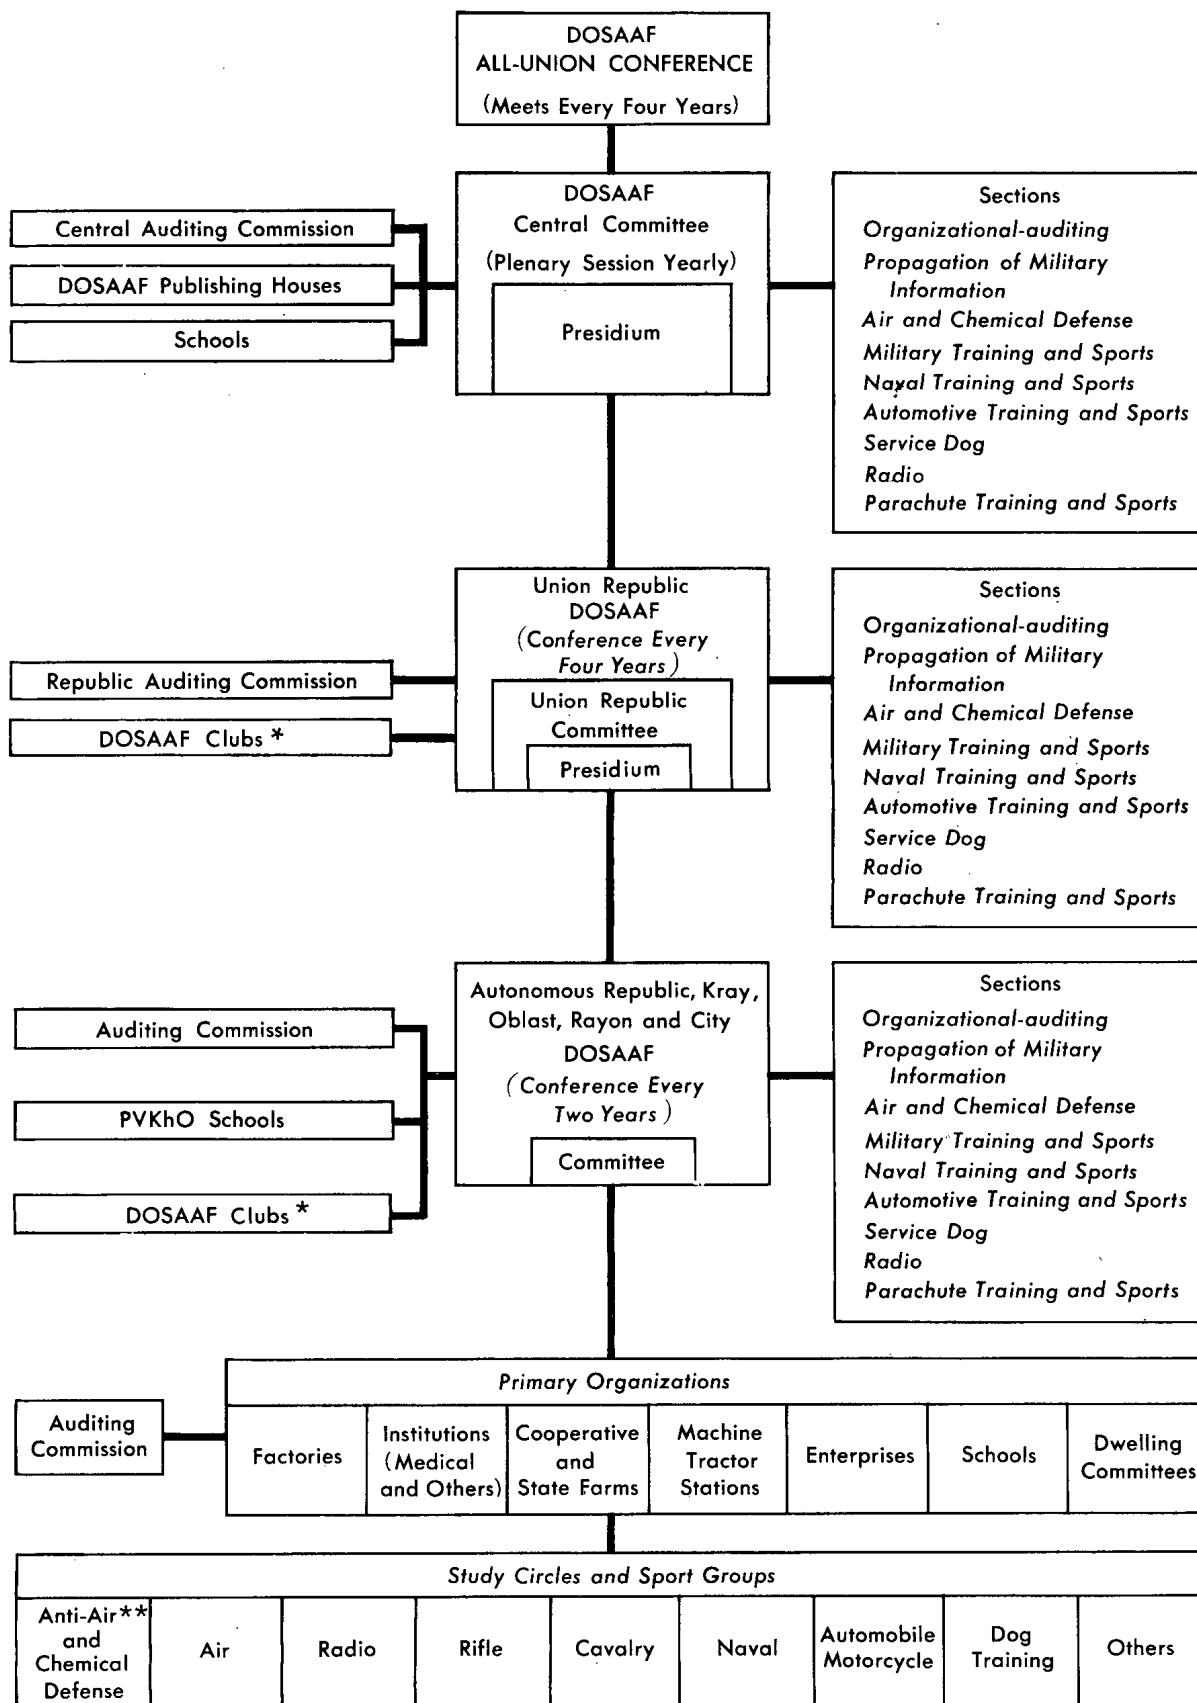 DOSAAF
ALL-UNION CONFERENCE
(Meets Every Four Years)
DOSAAF
Central Committee
(Plenary Session Yearly)
Presidium
Central Auditing Commission
DOSAAF Publishing Houses
Schools
Sections
Organizational-auditing
Propagation of Military
Information
Air and Chemical Defense
Military Training and Sports
Naval Training and Sports
Automotive Training and Sports
Service Dog
Radio
Parachute Training and Sports
Union Republic
DOSAAF
(Conference Every
Four Years)
Union Republic
Committee
Presidium
Republic Auditing Commission
DOSAAF Clubs *
Sections
Organizational-auditing
Propagation of Military
Information
Air and Chemical Defense
Military Training and Sports
Naval Training and Sports
Automotive Training and Sports
Service Dog
Radio
Parachute Training and Sports
Autonomous Republic, Kray,
Oblast, Rayon and City
DOSAAF
(Conference Every
Two Years)
Committee
Auditing Commission
PVKhO Schools
DOSAAF Clubs *
Sections
Organizational-auditing
Propagation of Military
Information
Air and Chemical Defense
Military Training and Sports
Naval Training and Sports
Automotive Training and Sports
Service Dog
Radio
Parachute Training and Sports
Auditing
Commission
Primary Organizations
Factories
Institutions
(Medical
and Others)
Cooperative
and
State Farms
Machine
Tractor
Stations
Enterprises
Schools
Dwelling
Committees
Study Circles and Sport Groups
Anti-Air**
and
Chemical
Defense
Air
Radio
Rifle
Cavalry
Naval
Automobile
Motorcycle
Dog
Training
Others